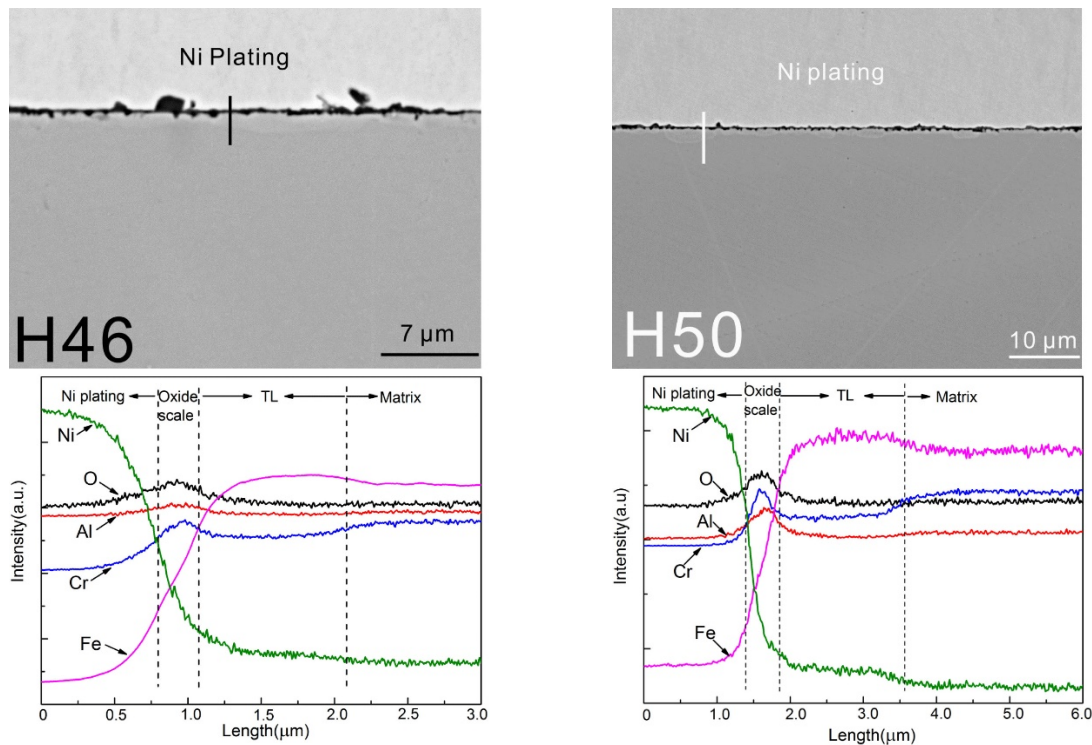 Ni Plating
H46
7 μm
Ni plating
H50
10 μm
Ni plating Oxide scale TL Matrix
Ni
O
Al
Cr
Fe
Intensity(a.u.)
0 0.5 1.0 1.5 2.0 2.5 3.0
Length(μm)
Ni plating Oxide scale TL Matrix
Ni
O
Al
Cr
Fe
Intensity(a.u)
0 1.0 2.0 3.0 4.0 5.0 6.0
Length(μm)